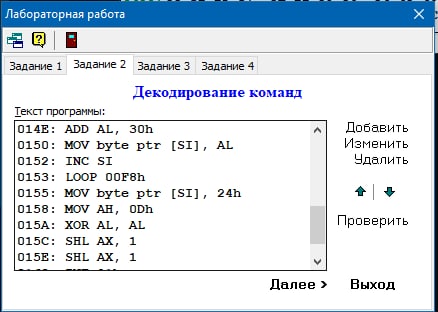 Лабораторная работа
Задание 1 Задание 2 Задание 3 Задание 4
Декодирование команд
Текст программы:
014E: ADD AL, 30h
0150: MOV byte ptr [SI], AL
0152: INC SI
0153: LOOP 00F8h
0155: MOV byte ptr [SI], 24h
0158: MOV AH, 0Dh
015A: XOR AL, AL
015C: SHL AX, 1
015E: SHL AX, 1
Добавить
Изменить
Удалить
Проверить
Далее > Выход